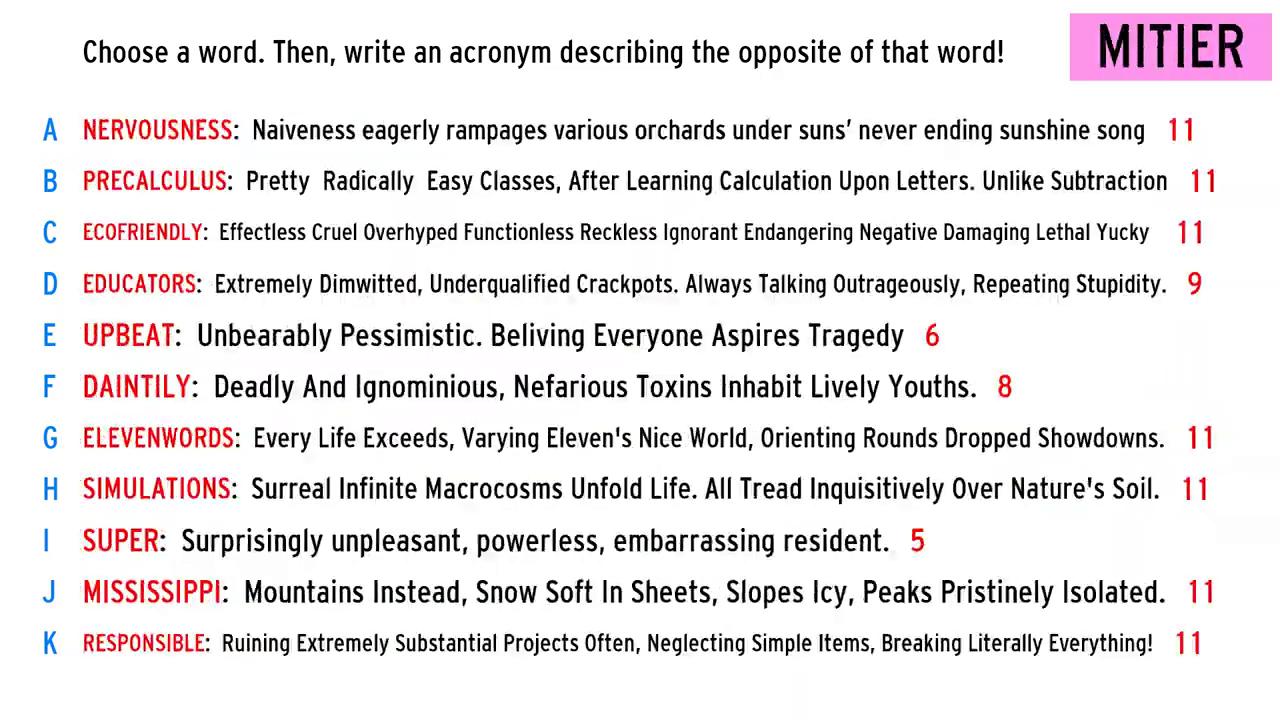 Choose a word. Then, write an acronym describing the opposite of that word!
MITIER
A NERVOUSNESS: Naiveness eagerly rampages various orchards under suns' never ending sunshine song 11
B PRECALCULUS: Pretty Radically Easy Classes, After Learning Calculation Upon Letters. Unlike Subtraction 11
C ECOFRIENDLY: Effectless Cruel Overhyped Functionless Reckless Ignorant Endangering Negative Damaging Lethal Yucky 11
D EDUCATORS: Extremely Dimwitted, Underqualified Crackpots. Always Talking Outrageously, Repeating Stupidity. 9
E UPBEAT: Unbearably Pessimistic. Beliving Everyone Aspires Tragedy 6
F DAINTILY: Deadly And Ignominious, Nefarious Toxins Inhabit Lively Youths. 8
G ELEVENWORDS: Every Life Exceeds, Varying Eleven's Nice World, Orienting Rounds Dropped Showdowns. 11
H SIMULATIONS: Surreal Infinite Macrocosms Unfold Life. All Tread Inquisitively Over Nature's Soil. 11
I SUPER: Surprisingly unpleasant, powerless, embarrassing resident. 5
J MISSISSIPPI: Mountains Instead, Snow Soft In Sheets, Slopes Icy, Peaks Pristinely Isolated. 11
K RESPONSIBLE: Ruining Extremely Substantial Projects Often, Neglecting Simple Items, Breaking Literally Everything! 11